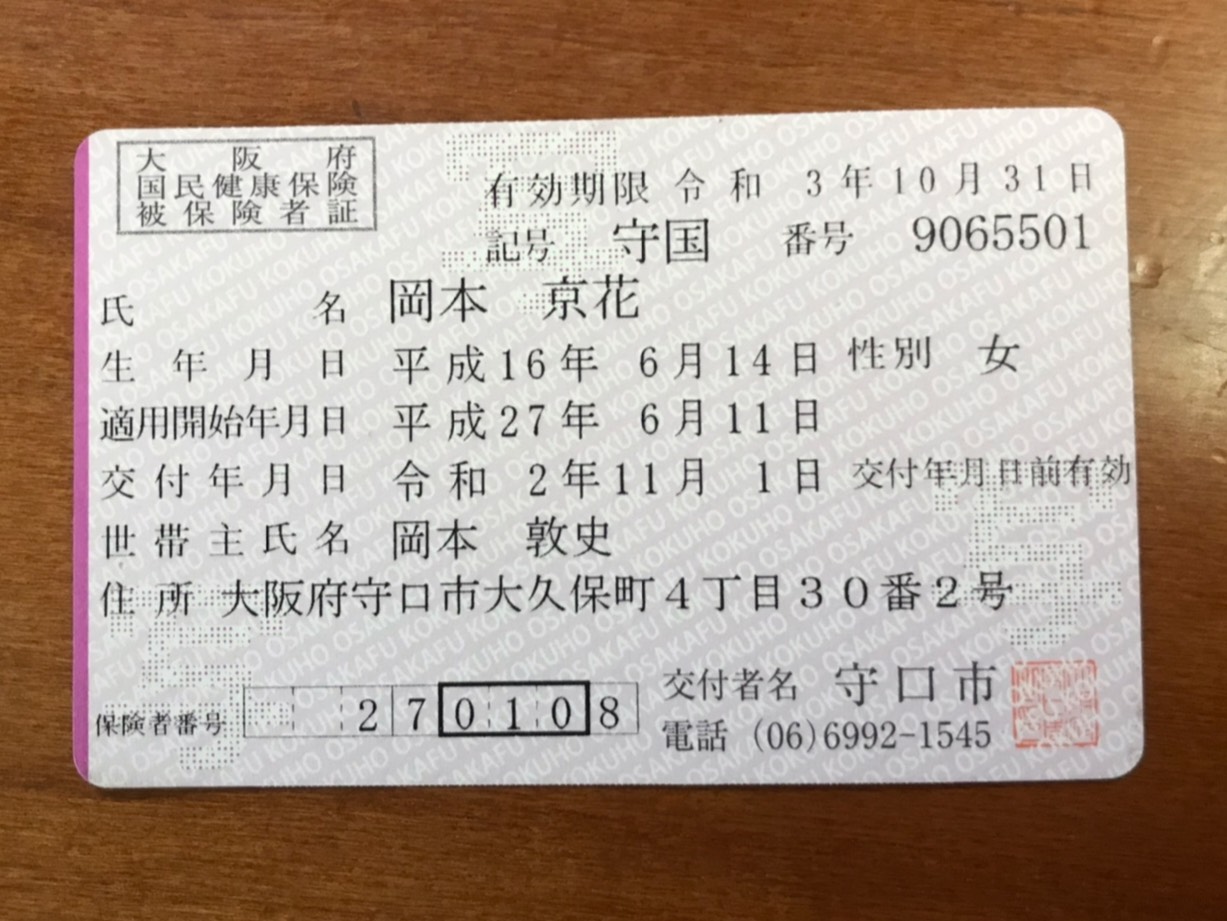 大阪府
国民健康保険
被保険者証
有効期限 令和 3年10月31日
記号 守国 番号 9065501
氏名 岡本 京花
生年月日 平成16年 6月14日 性別 女
適用開始年月日 平成27年 6月11日
交付年月日 令和 2年11月 1日 交付年月日前有効
世帯主氏名 岡本 敦史
住所 大阪府守口市大久保町4丁目30番2号
保険者番号 270108
交付者名 守口市
電話 (06)6992-1545